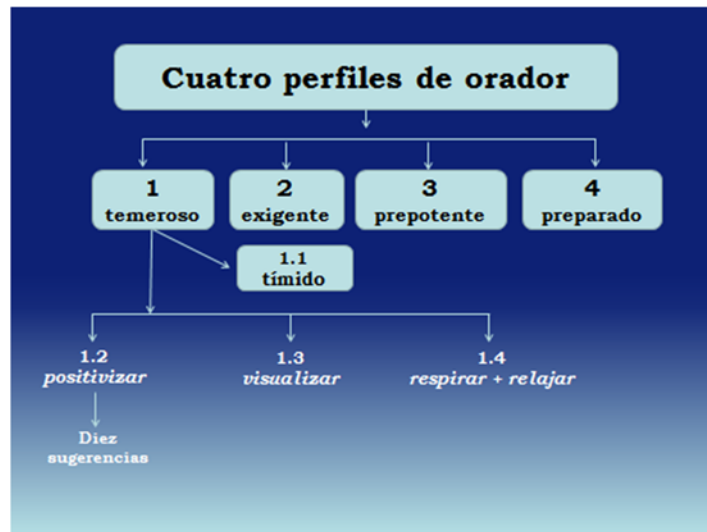 Cuatro perfiles de orador
1
temeroso
2
exigente
3
prepotente
4
preparado
1.1
tímido
1.2
positivizar
1.3
visualizar
1.4
respirar + relajar
Diez
sugerencias